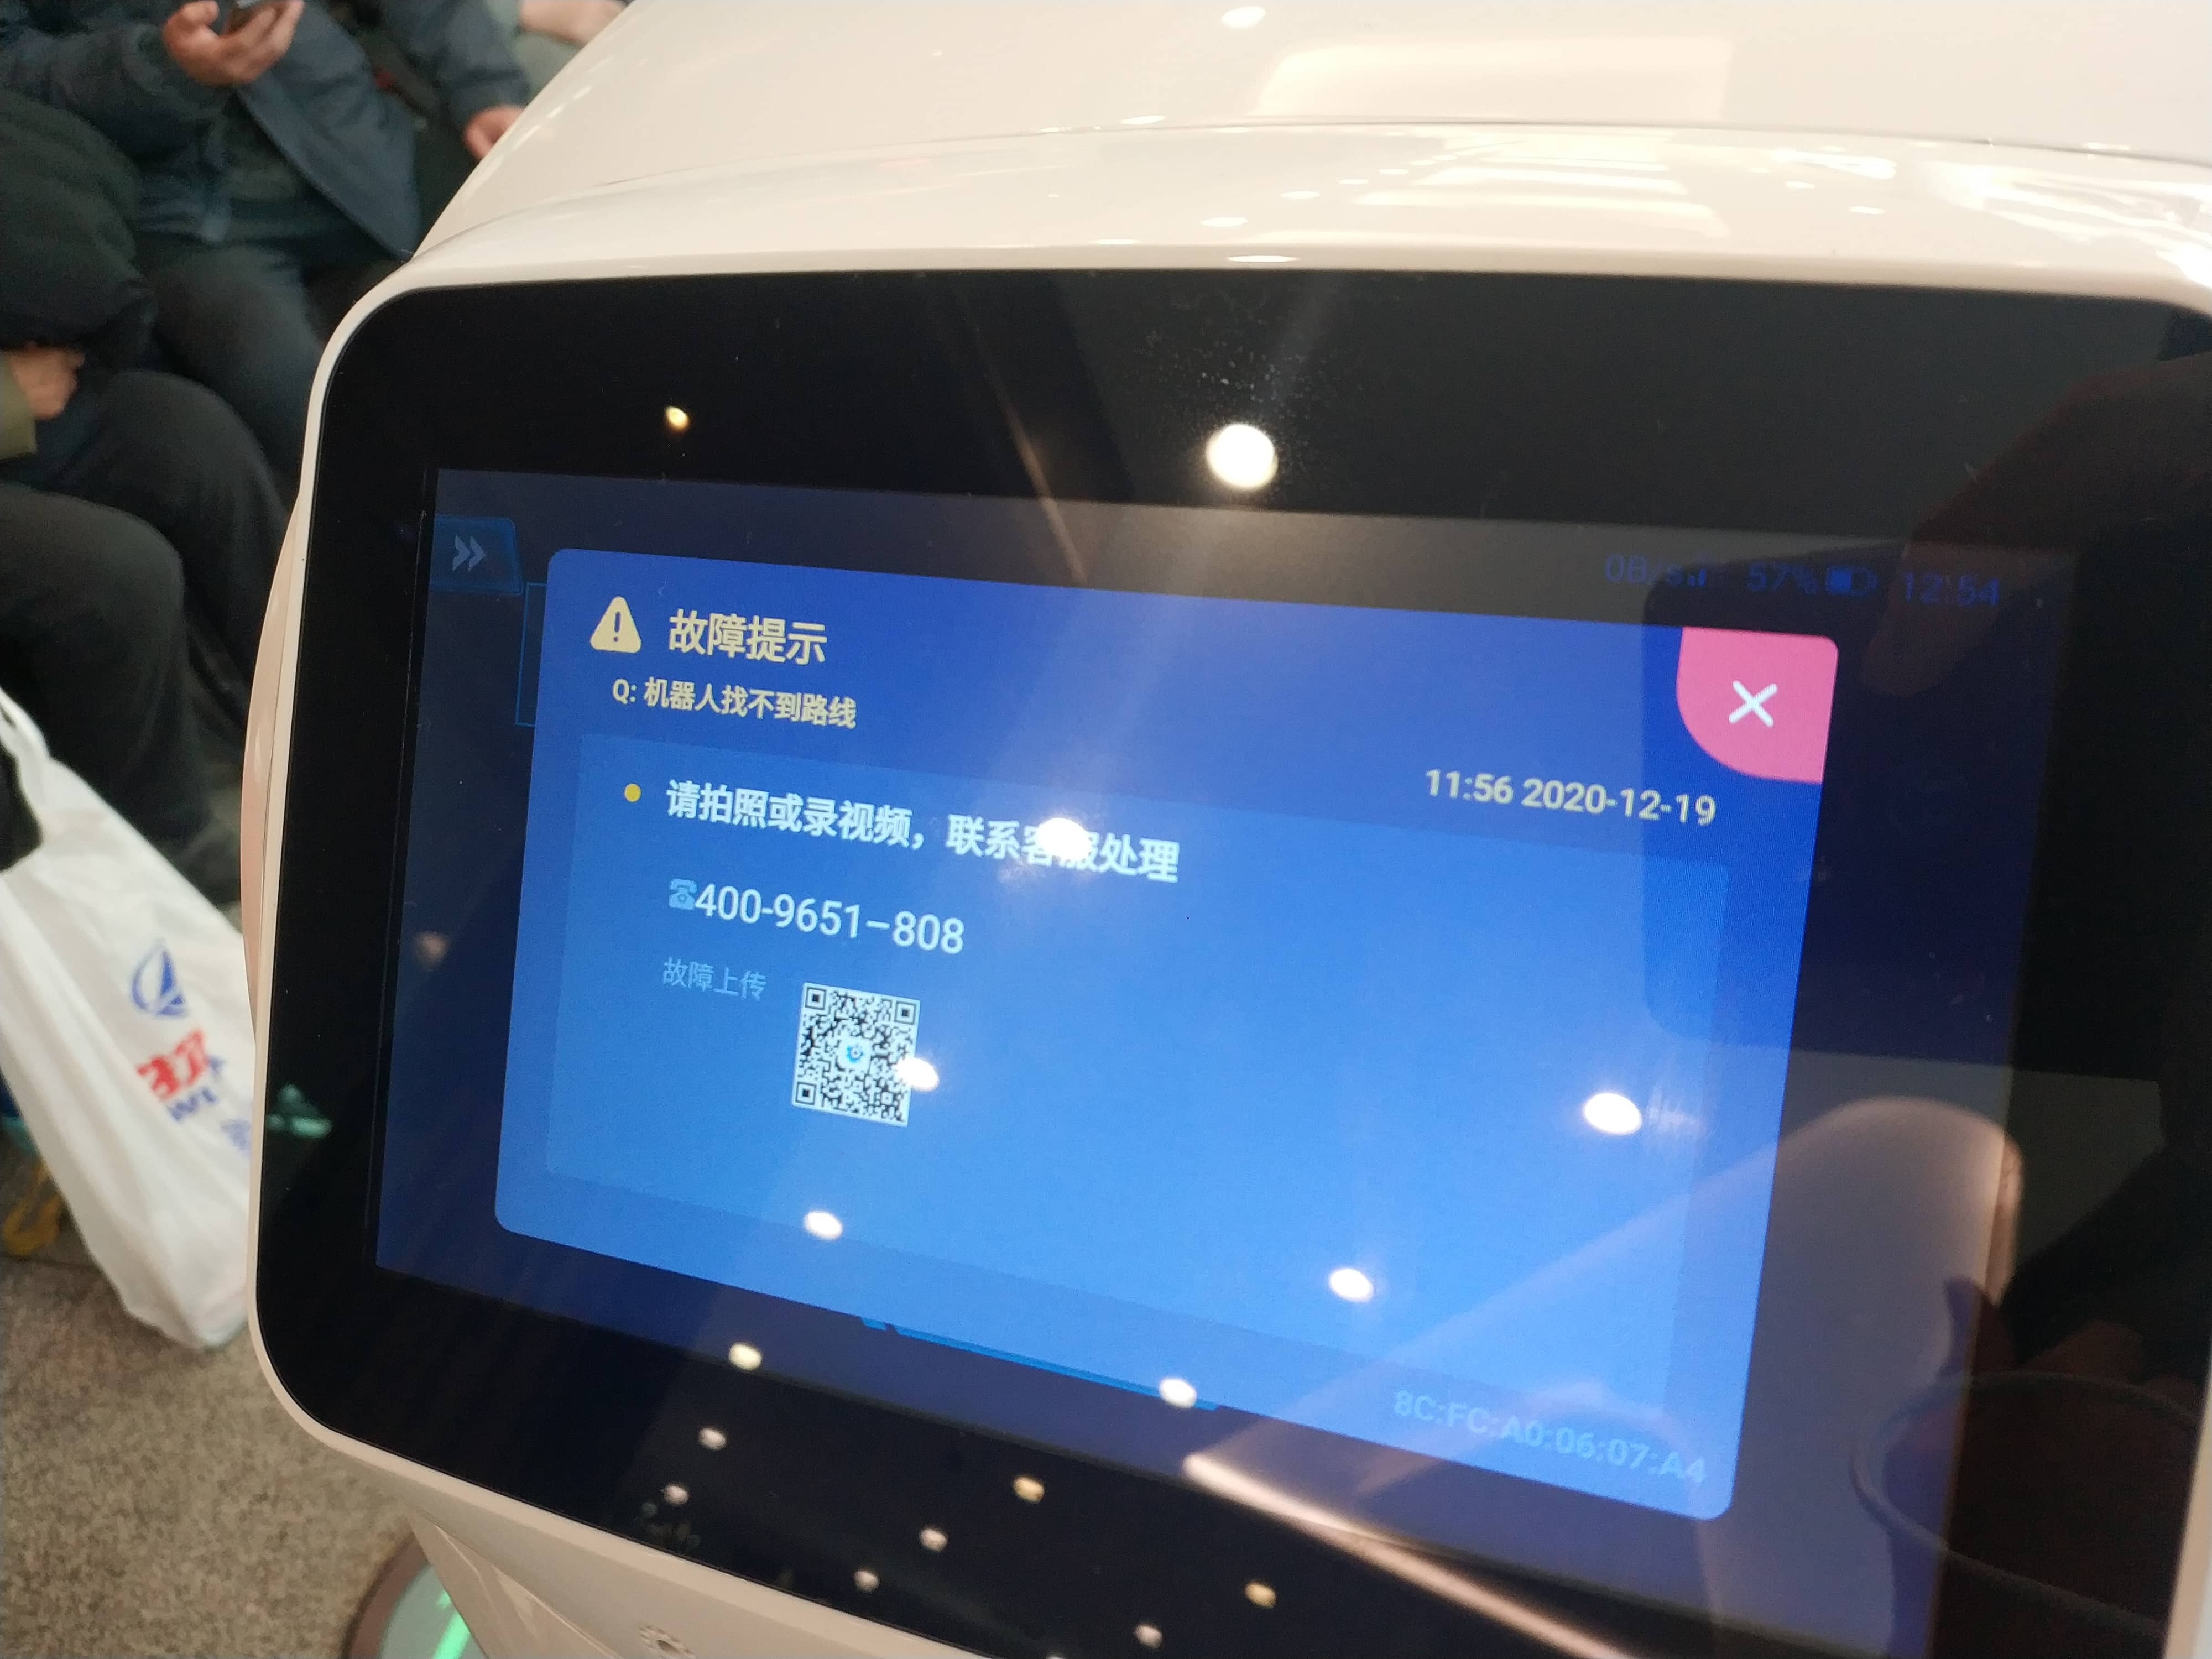 0B/s 57% 12:54
故障提示
Q: 机器人找不到路线
11:56 2020-12-19
请拍照或录视频，联系客服处理
☎400-9651-808
故障上传
8C:FC:A0:06:07:A4